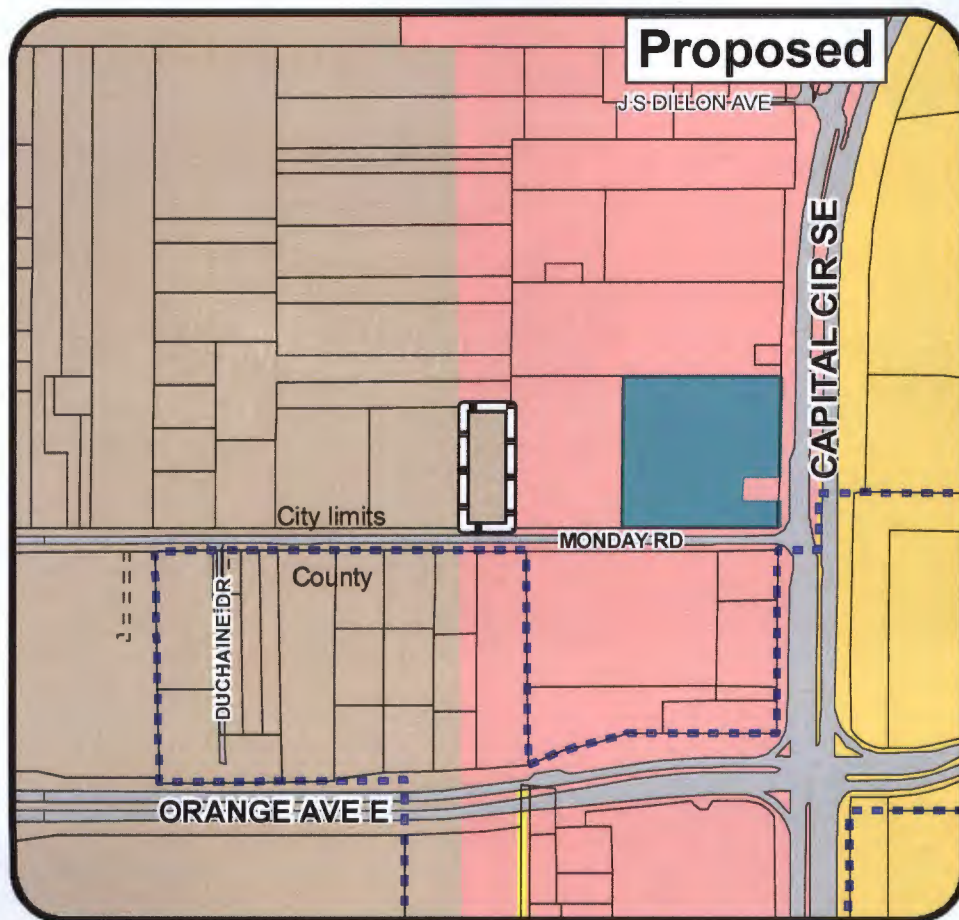 Proposed
J S DILLON AVE
CAPITAL CIR SE
City limits
MONDAY RD
County
DUCHAINE DR
ORANGE AVE E